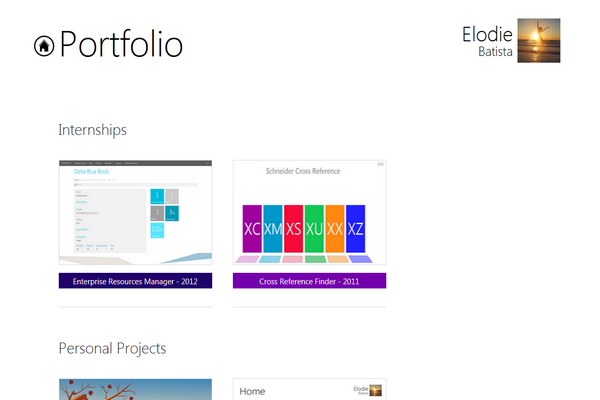 Portfolio
Elodie
Batista
Internships
Delta Blue Book
Schneider Cross Reference
XC XM XS XU XX XZ
Enterprise Resources Manager - 2012
Cross Reference Finder - 2011
Personal Projects
Home
Elodie
Batista